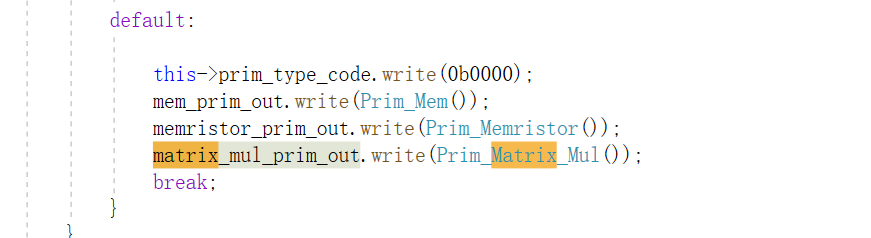 default:
this->prim_type_code.write(0b0000);
mem_prim_out.write(Prim_Mem());
memristor_prim_out.write(Prim_Memristor());
matrix_mul_prim_out.write(Prim_Matrix_Mul());
break;
}
}